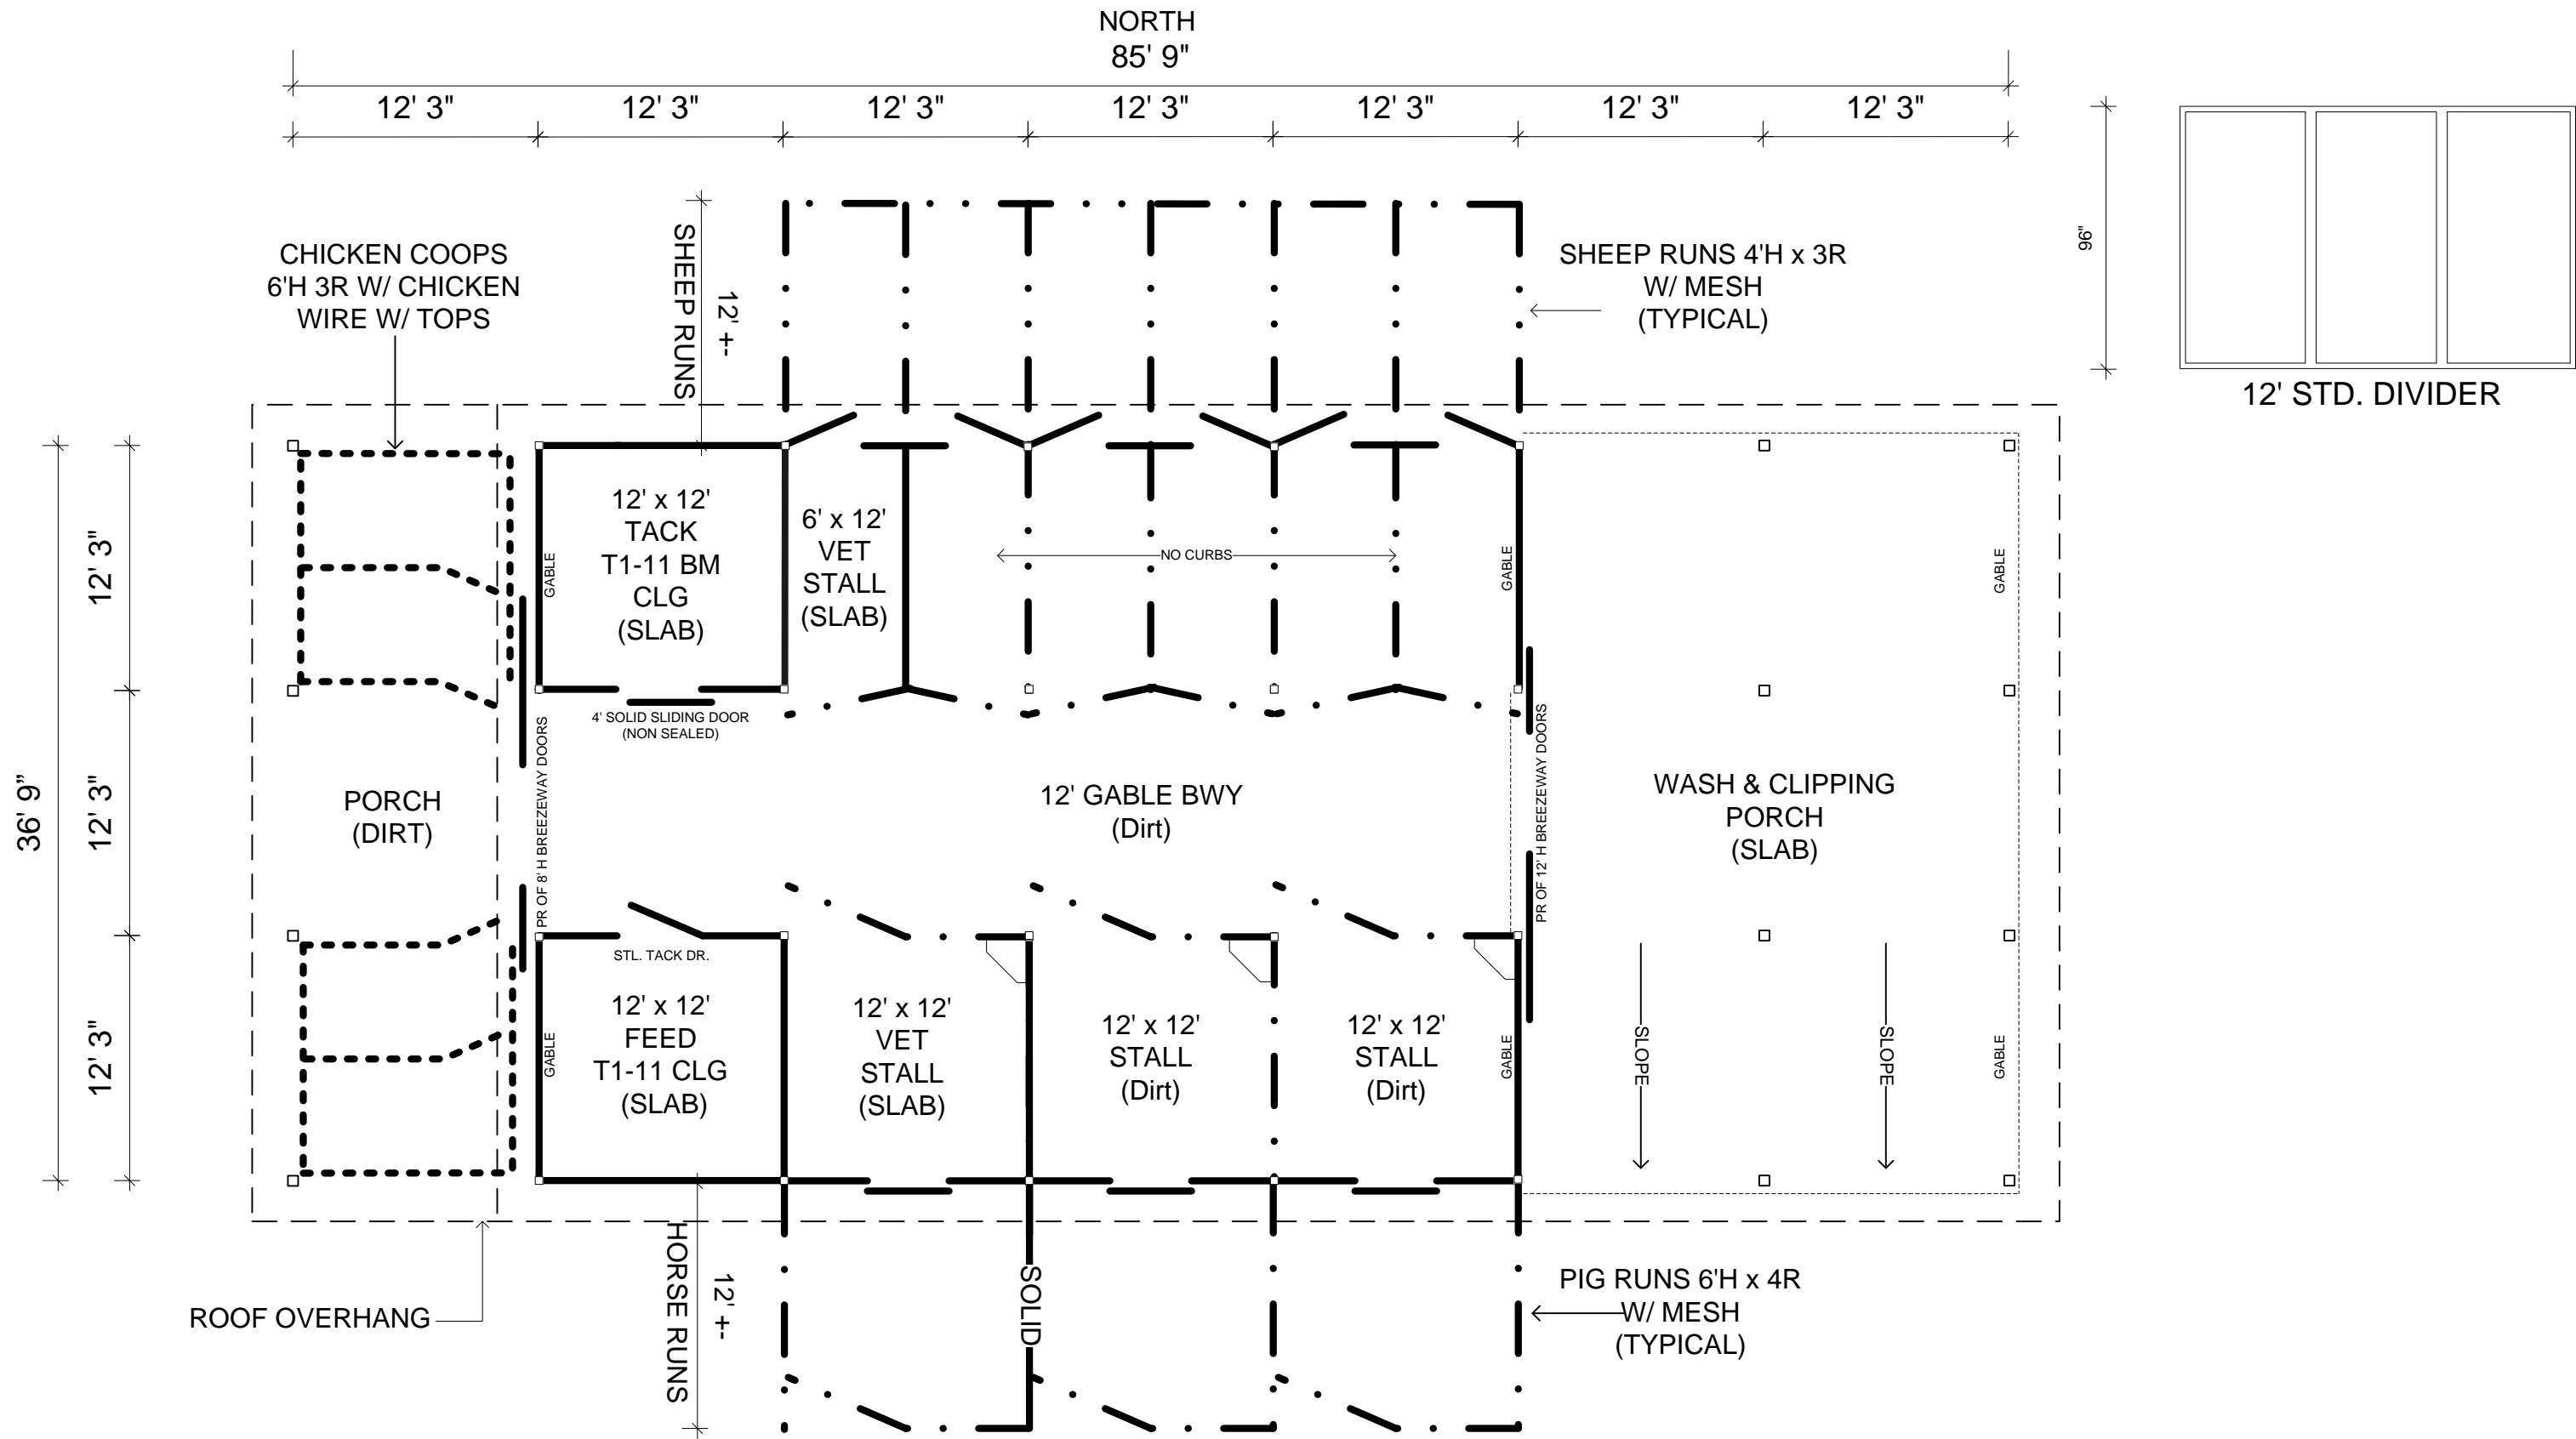 NORTH
85' 9"
12' 3"
12' 3"
12' 3"
12' 3"
12' 3"
12' 3"
12' 3"
CHICKEN COOPS
6'H 3R W/ CHICKEN
WIRE W/ TOPS
SHEEP RUNS
12' +-
SHEEP RUNS 4'H x 3R
W/ MESH
(TYPICAL)
96"
12' STD. DIVIDER
36' 9”
12' 3"
12' 3"
12' 3"
GABLE
12' x 12'
TACK
T1-11 BM
CLG
(SLAB)
6' x 12'
VET
STALL
(SLAB)
NO CURBS
GABLE
GABLE
4' SOLID SLIDING DOOR
(NON SEALED)
PORCH
(DIRT)
PR OF 8' H BREEZEWAY DOORS
12' GABLE BWY
(Dirt)
PR OF 12' H BREEZEWAY DOORS
WASH & CLIPPING
PORCH
(SLAB)
STL. TACK DR.
GABLE
12' x 12'
FEED
T1-11 CLG
(SLAB)
12' x 12'
VET
STALL
(SLAB)
12' x 12'
STALL
(Dirt)
12' x 12'
STALL
(Dirt)
GABLE
SLOPE
SLOPE
GABLE
ROOF OVERHANG
HORSE RUNS
12' +-
SOLID
PIG RUNS 6'H x 4R
W/ MESH
(TYPICAL)